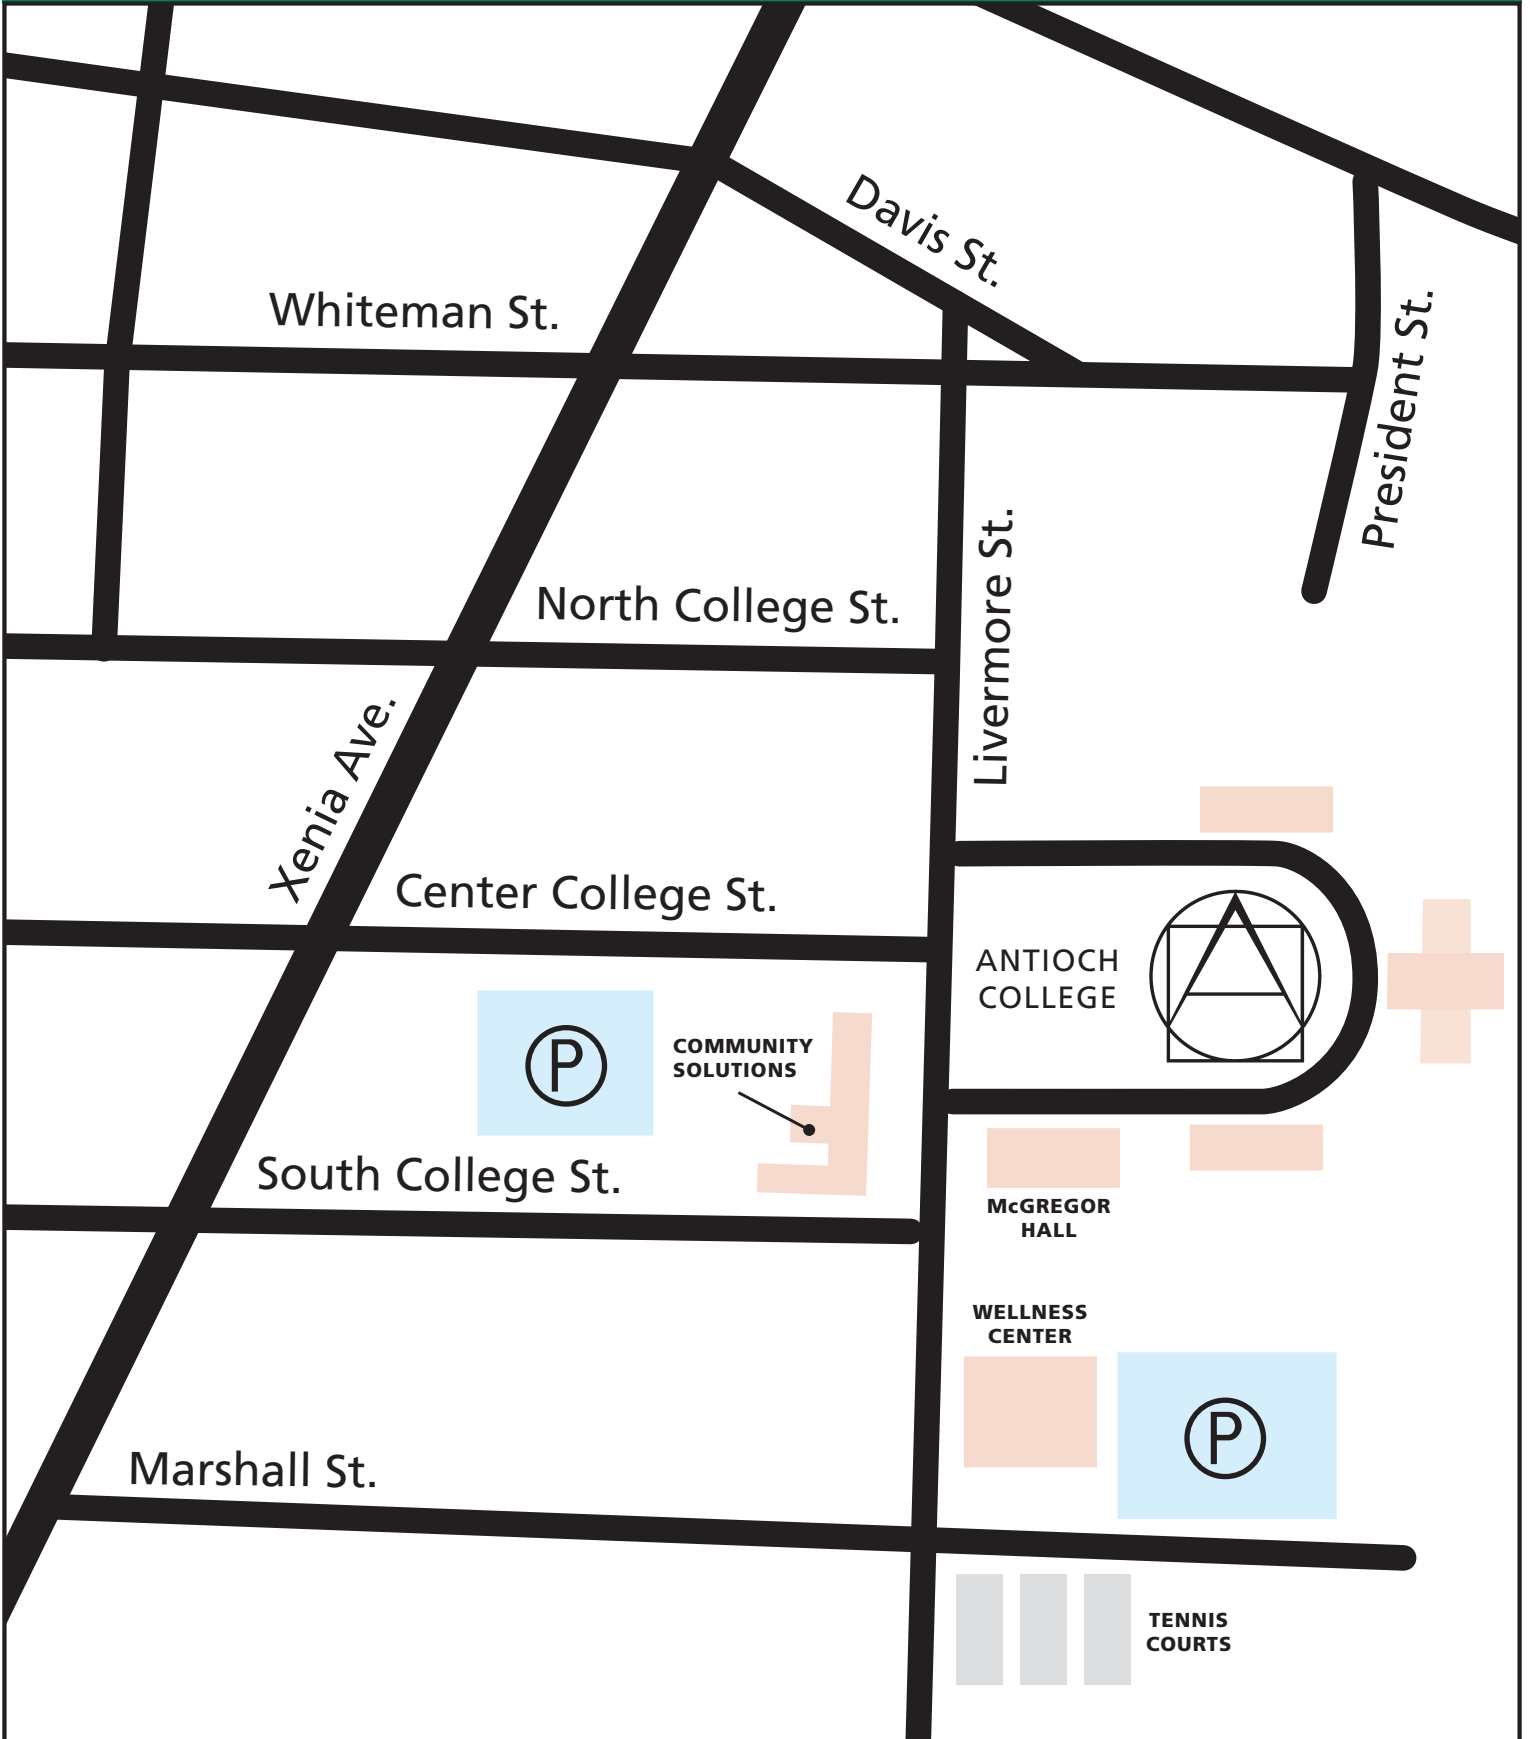 Davis St.
Whiteman St.
President St.
North College St.
Livermore St.
Xenia Ave.
Center College St.
ANTIOCH
COLLEGE
A
P
COMMUNITY
SOLUTIONS
South College St.
McGREGOR
HALL
WELLNESS
CENTER
P
Marshall St.
TENNIS
COURTS